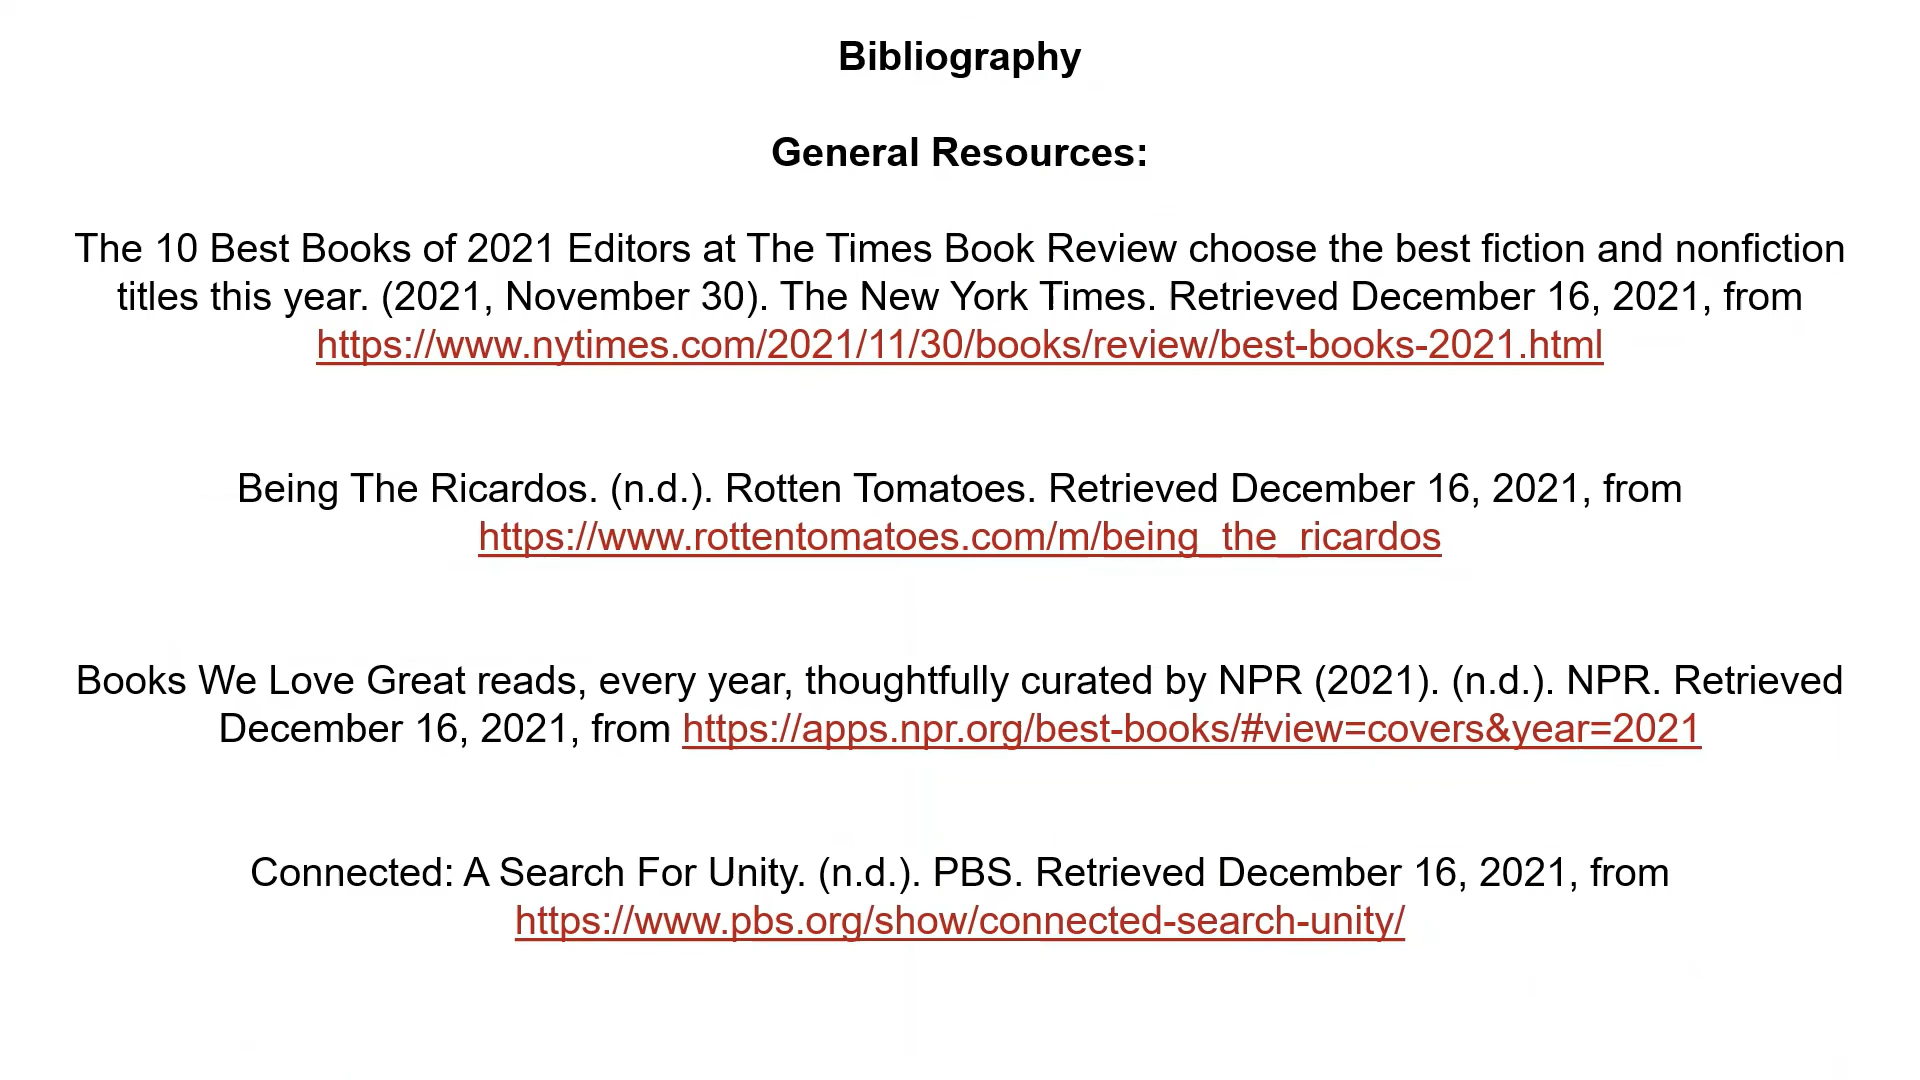 Bibliography
General Resources:
The 10 Best Books of 2021 Editors at The Times Book Review choose the best fiction and nonfiction
titles this year. (2021, November 30). The New York Times. Retrieved December 16, 2021, from
https://www.nytimes.com/2021/11/30/books/review/best-books-2021.html
Being The Ricardos. (n.d.). Rotten Tomatoes. Retrieved December 16, 2021, from
https://www.rottentomatoes.com/m/being_the_ricardos
Books We Love Great reads, every year, thoughtfully curated by NPR (2021). (n.d.). NPR. Retrieved
December 16, 2021, from https://apps.npr.org/best-books/#view=covers&year=2021
Connected: A Search For Unity. (n.d.). PBS. Retrieved December 16, 2021, from
https://www.pbs.org/show/connected-search-unity/